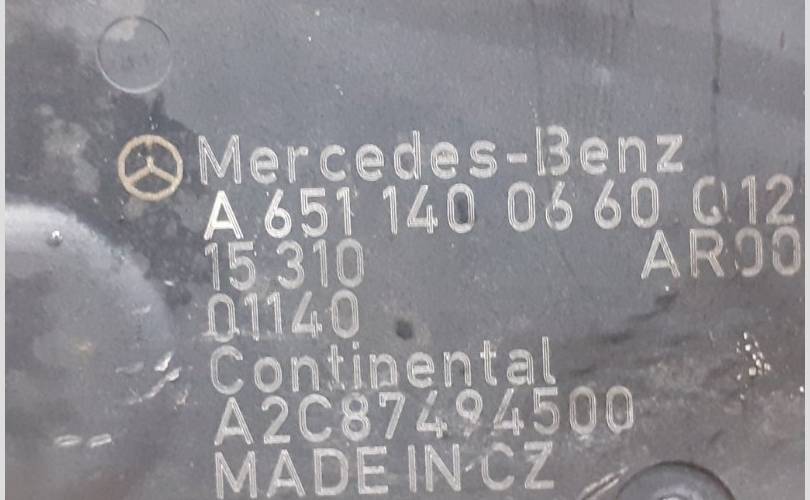 Mercedes-Benz
A 651 140 06 60 Q12
15 310 AR00
01140
Continental
A2C87494500
MADE IN CZ